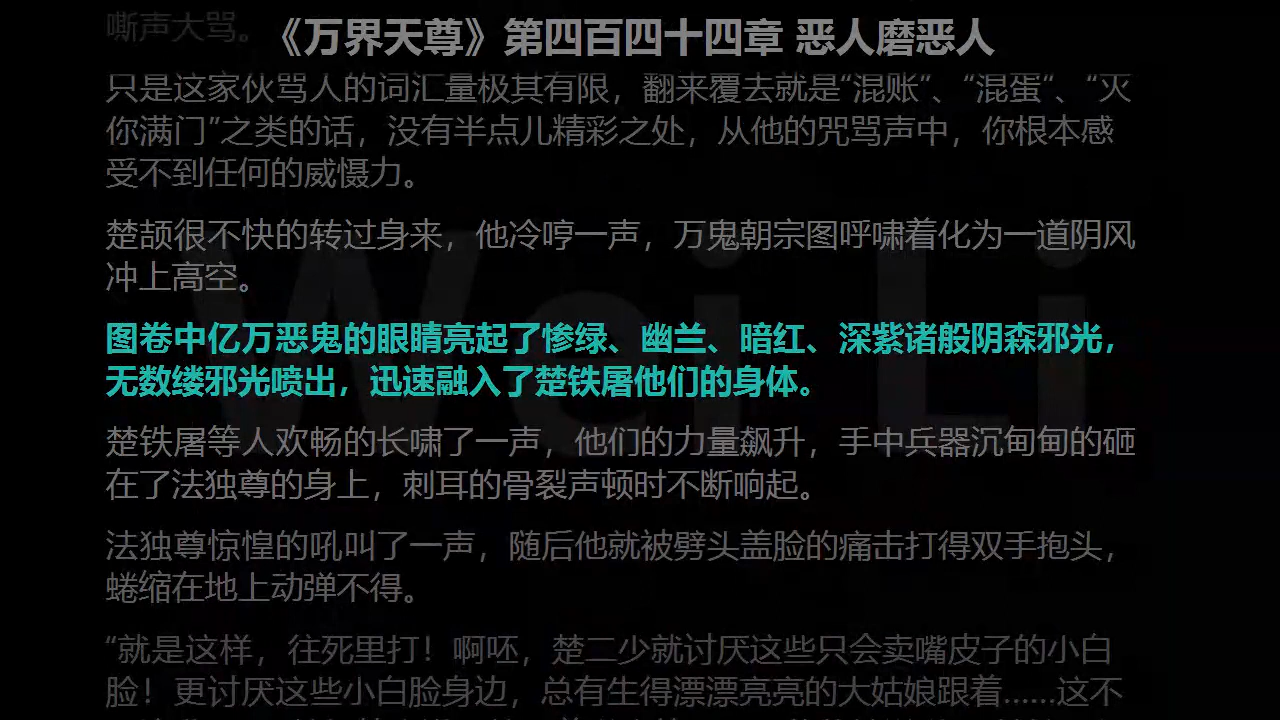 嘶声大骂。
《万界天尊》第四百四十四章 恶人磨恶人
只是这家伙骂人的词汇量极其有限，翻来覆去就是“混账”、“混蛋“、“灭
你满门”之类的话，没有半点儿精彩之处，从他的咒骂声中，你根本感
受不到任何的威慑力。
楚颉很不快的转过身来，他冷哼一声，万鬼朝宗图呼啸着化为一道阴风
冲上高空。
图卷中亿万恶鬼的眼睛亮起了惨绿、幽兰、暗红、深紫诸般阴森邪光，
无数缕邪光喷出，迅速融入了楚铁屠他们的身体。
楚铁屠等人欢畅的长啸了一声，他们的力量飙升，手中兵器沉甸甸的砸
在了法独尊的身上，刺耳的骨裂声顿时不断响起。
法独尊惊惶的吼叫了一声，随后他就被劈头盖脸的痛击打得双手抱头，
蜷缩在地上动弹不得。
“就是这样，往死里打！啊呸，楚二少就讨厌这些只会卖嘴皮子的小白
脸！更讨厌这些小白脸身边，总有生得漂漂亮亮的大姑娘跟着……这不
Wei Li